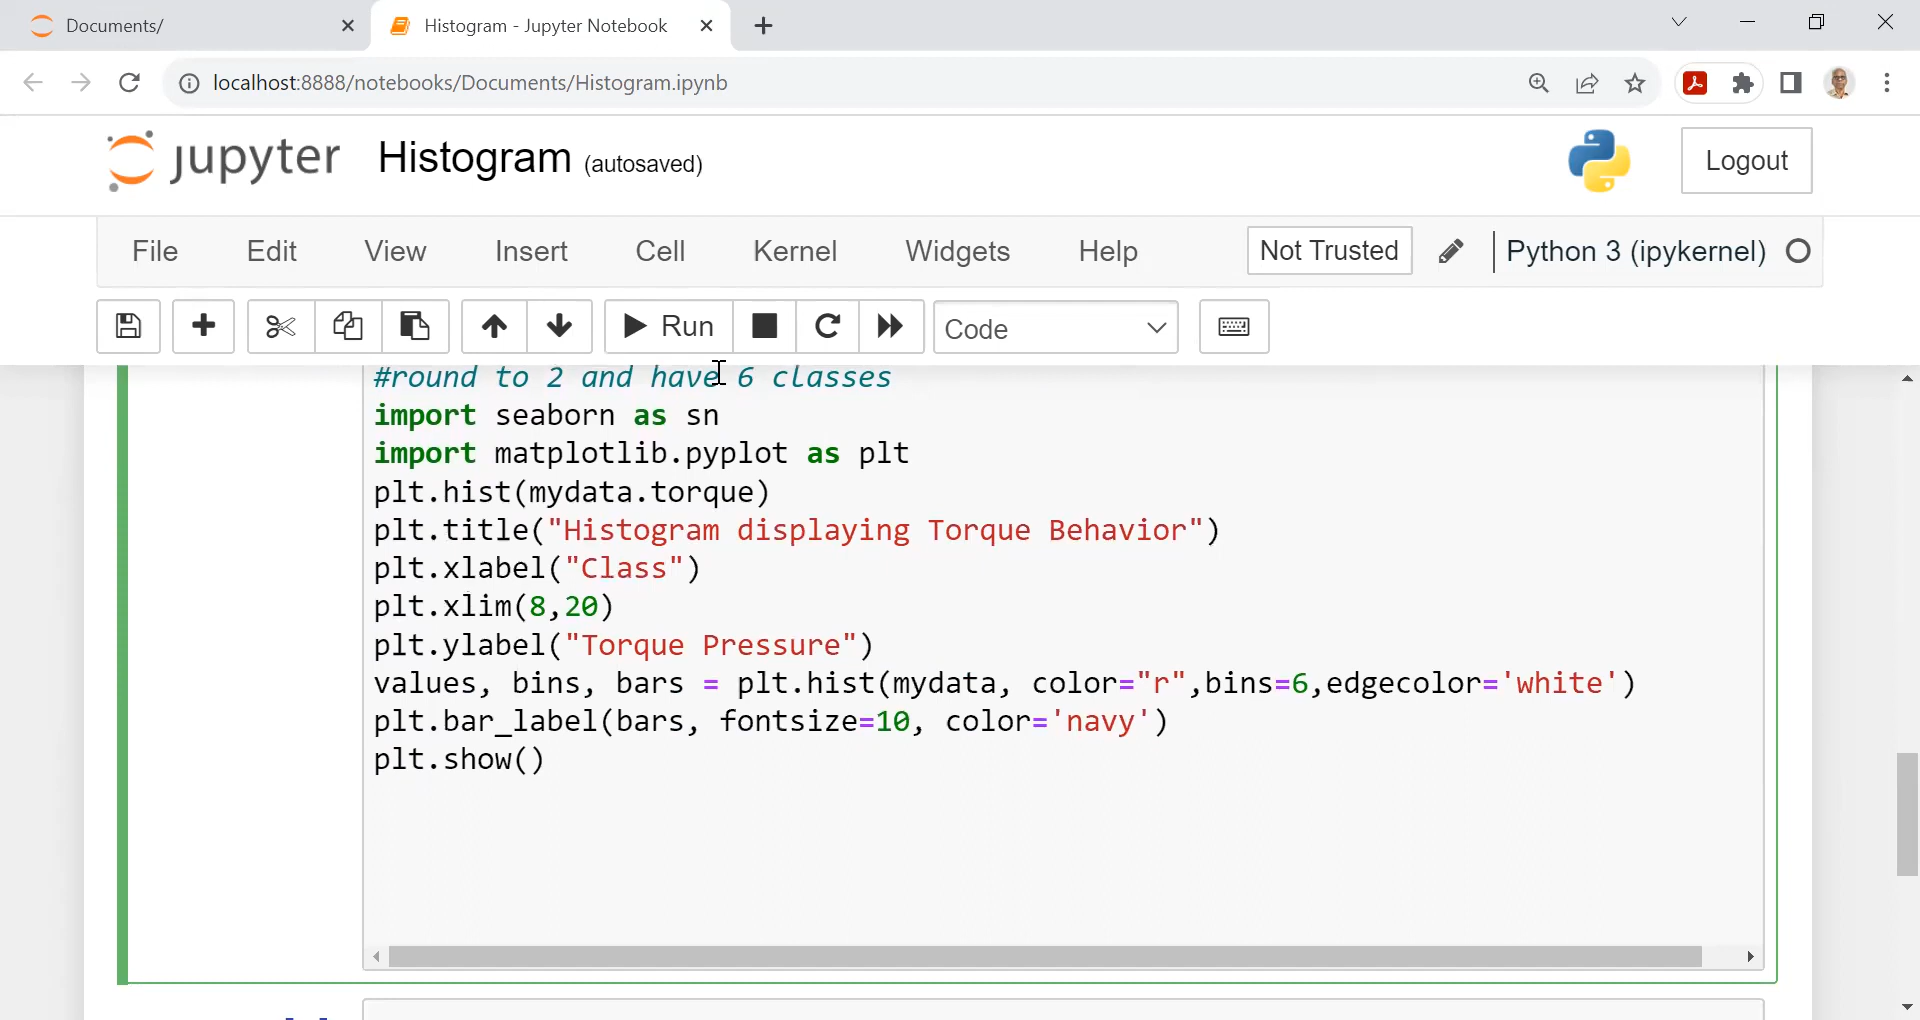 Documents/
Histogram - Jupyter Notebook
localhost:8888/notebooks/Documents/Histogram.ipynb
jupyter Histogram (autosaved)
Logout
File Edit View Insert Cell Kernel Widgets Help Not Trusted Python 3 (ipykernel)
Run Code
#round to 2 and have 6 classes
import seaborn as sn
import matplotlib.pyplot as plt
plt.hist(mydata.torque)
plt.title("Histogram displaying Torque Behavior")
plt.xlabel("Class")
plt.xlim(8,20)
plt.ylabel("Torque Pressure")
values, bins, bars = plt.hist(mydata, color="r",bins=6,edgecolor='white')
plt.bar_label(bars, fontsize=10, color='navy')
plt.show()